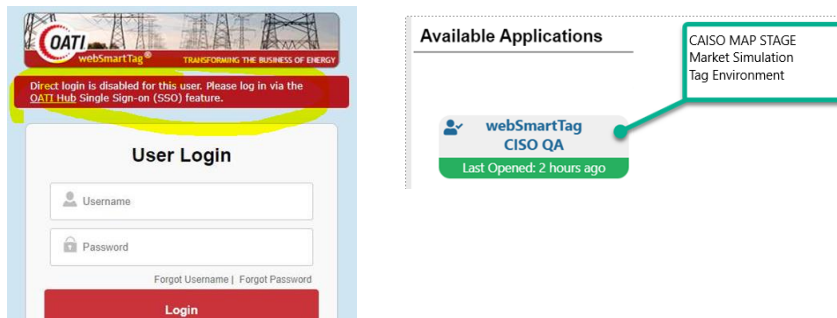 OATI
webSmartTag®
TRANSFORMING THE BUSINESS OF ENERGY
Direct login is disabled for this user. Please log in via the
OATI Hub Single Sign-on (SSO) feature.
User Login
Username
Password
Forgot Username | Forgot Password
Login
Available Applications
webSmartTag
CISO QA
Last Opened: 2 hours ago
CAISO MAP STAGE
Market Simulation
Tag Environment